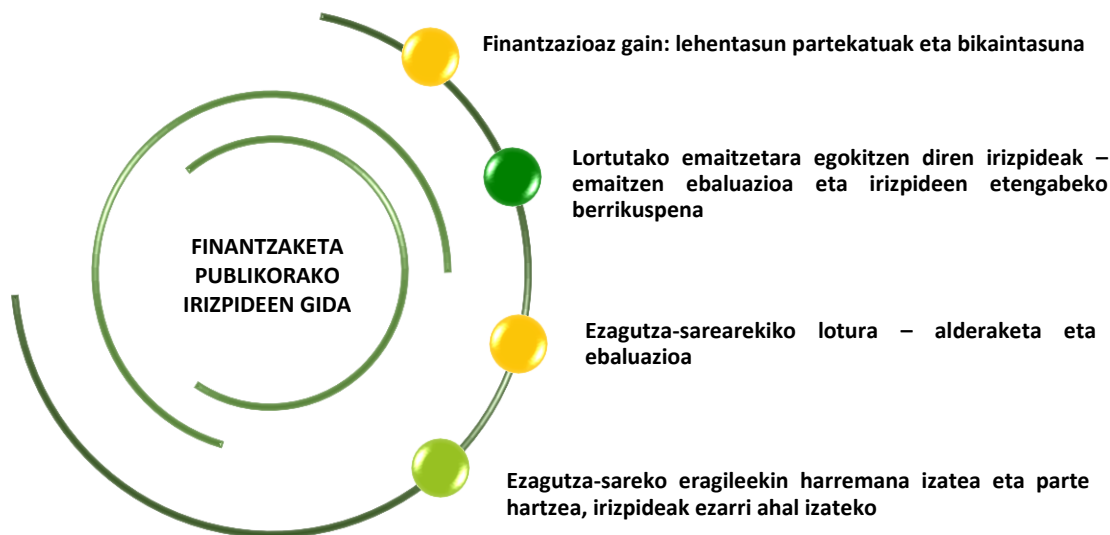 Finantzazioaz gain: lehentasun partekatuak eta bikaintasuna
Lortutako emaitzetara egokitzen diren irizpideak –
emaitzen ebaluazioa eta irizpideen etengabeko
berrikuspena
FINANTZAKETA
PUBLIKORAKO
IRIZPIDEEN GIDA
Ezagutza-sarearekiko lotura – alderaketa eta
ebaluazioa
Ezagutza-sareko eragileekin harremana izatea eta parte
hartzea, irizpideak ezarri ahal izateko